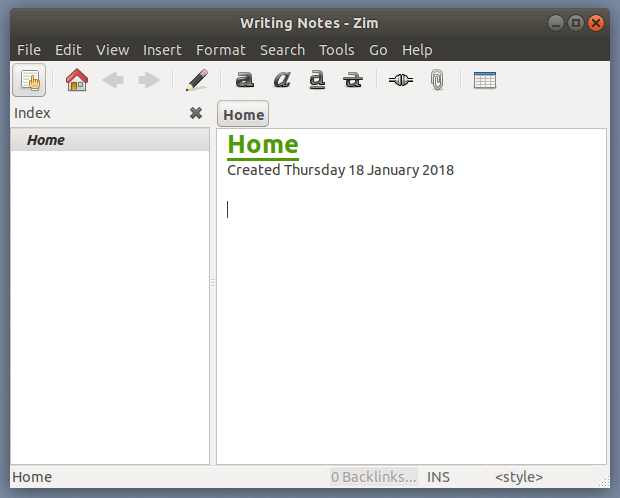 Writing Notes - Zim
File Edit View Insert Format Search Tools Go Help
a a a a
Index
Home
Home
Home
Created Thursday 18 January 2018
Home
0 Backlinks... INS <style>